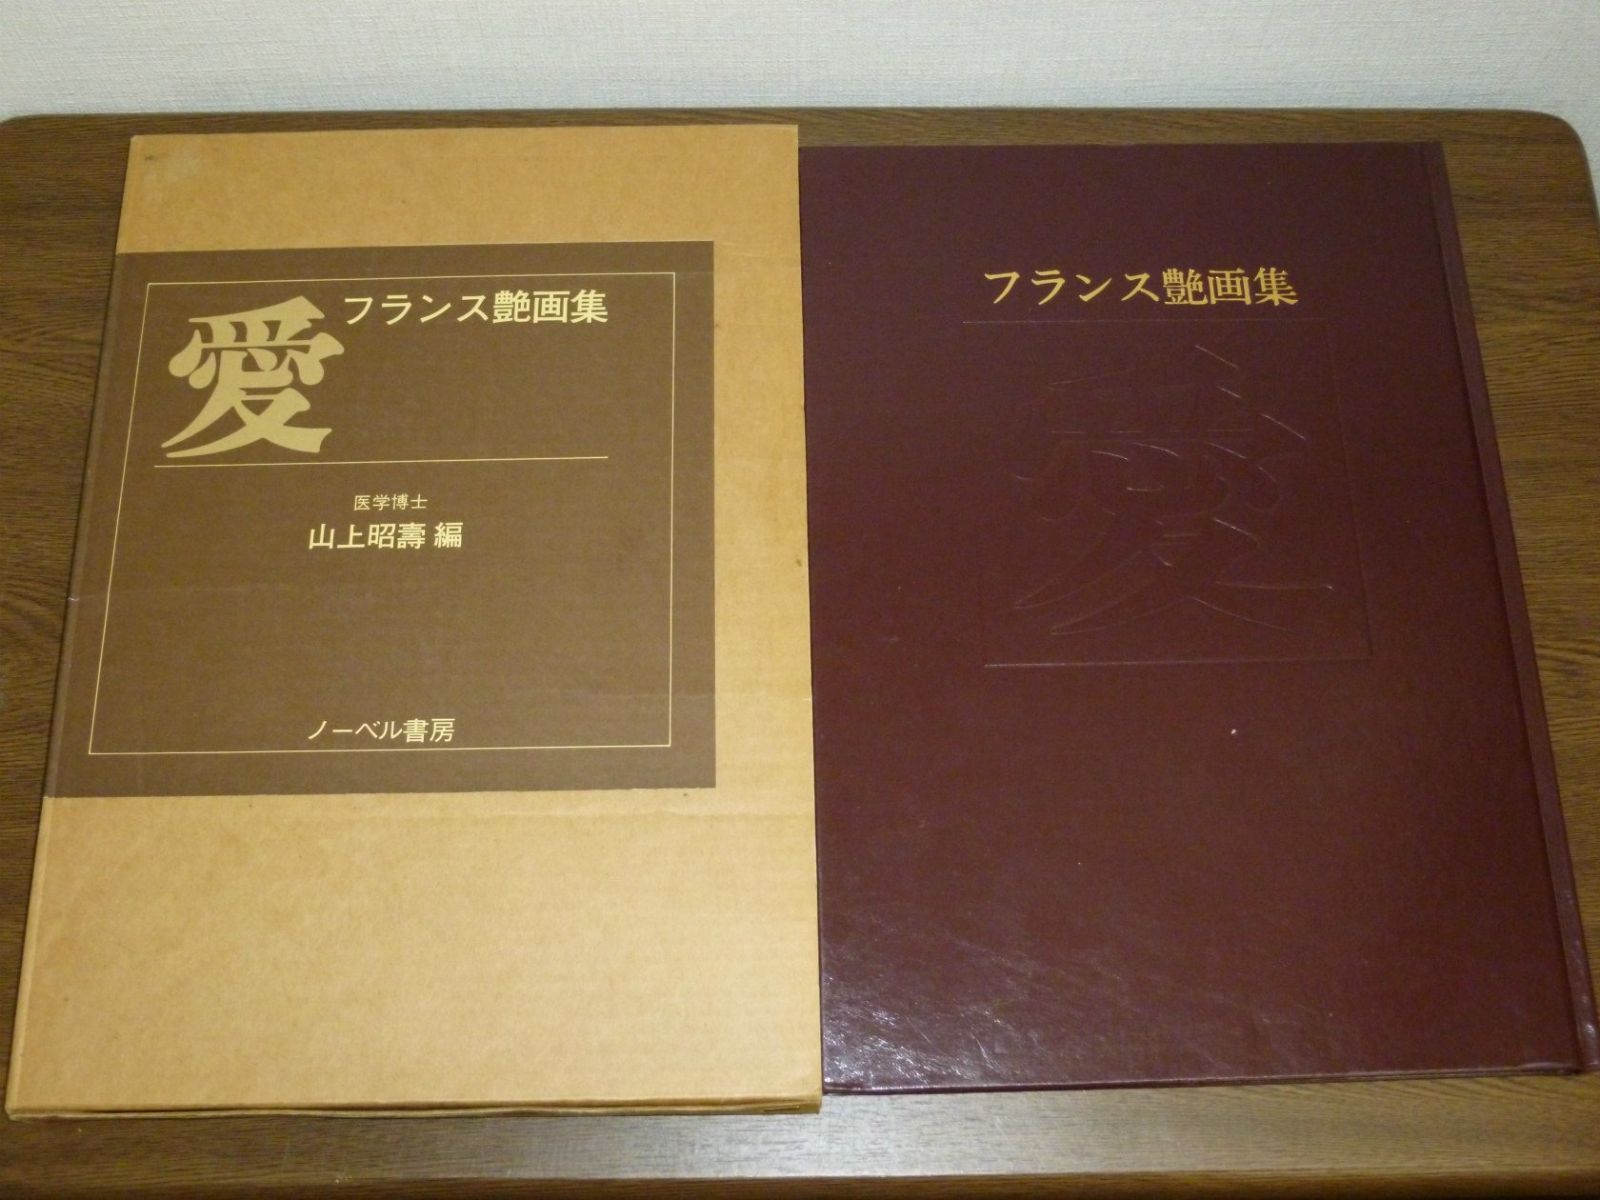 愛
フランス艶画集
医学博士
山上昭壽 編
ノーベル書房
フランス艶画集
愛